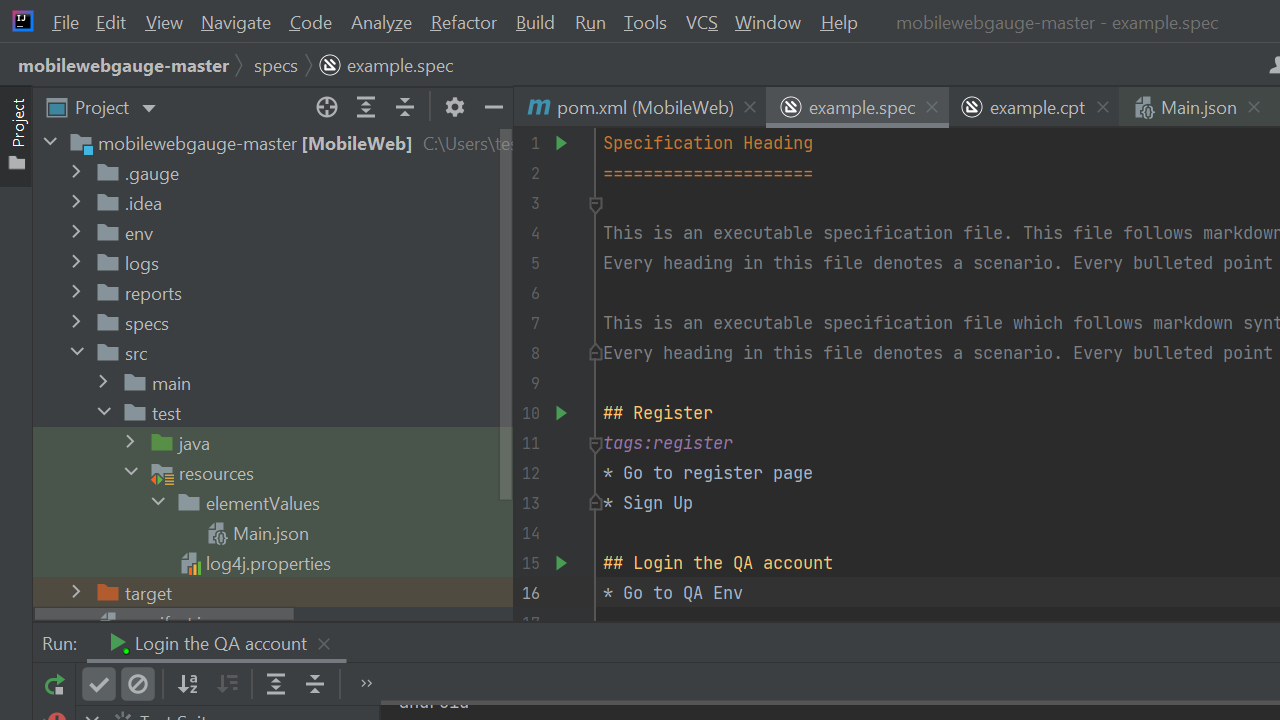 File Edit View Navigate Code Analyze Refactor Build Run Tools VCS Window Help mobilewebgauge-master - example.spec
mobilewebgauge-master specs example.spec
Project
Project
pom.xml (MobileWeb) example.spec example.cpt Main.json
mobilewebgauge-master [MobileWeb] C:\Users\tes
.gauge
.idea
env
logs
reports
specs
src
main
test
java
resources
elementValues
Main.json
log4j.properties
target
1 Specification Heading
2 =====================
3
4 This is an executable specification file. This file follows markdown
5 Every heading in this file denotes a scenario. Every bulleted point
6
7 This is an executable specification file which follows markdown synt
8 Every heading in this file denotes a scenario. Every bulleted point
9
10 ## Register
11 tags:register
12 * Go to register page
13 * Sign Up
14
15 ## Login the QA account
16 * Go to QA Env
17
Run: Login the QA account
android